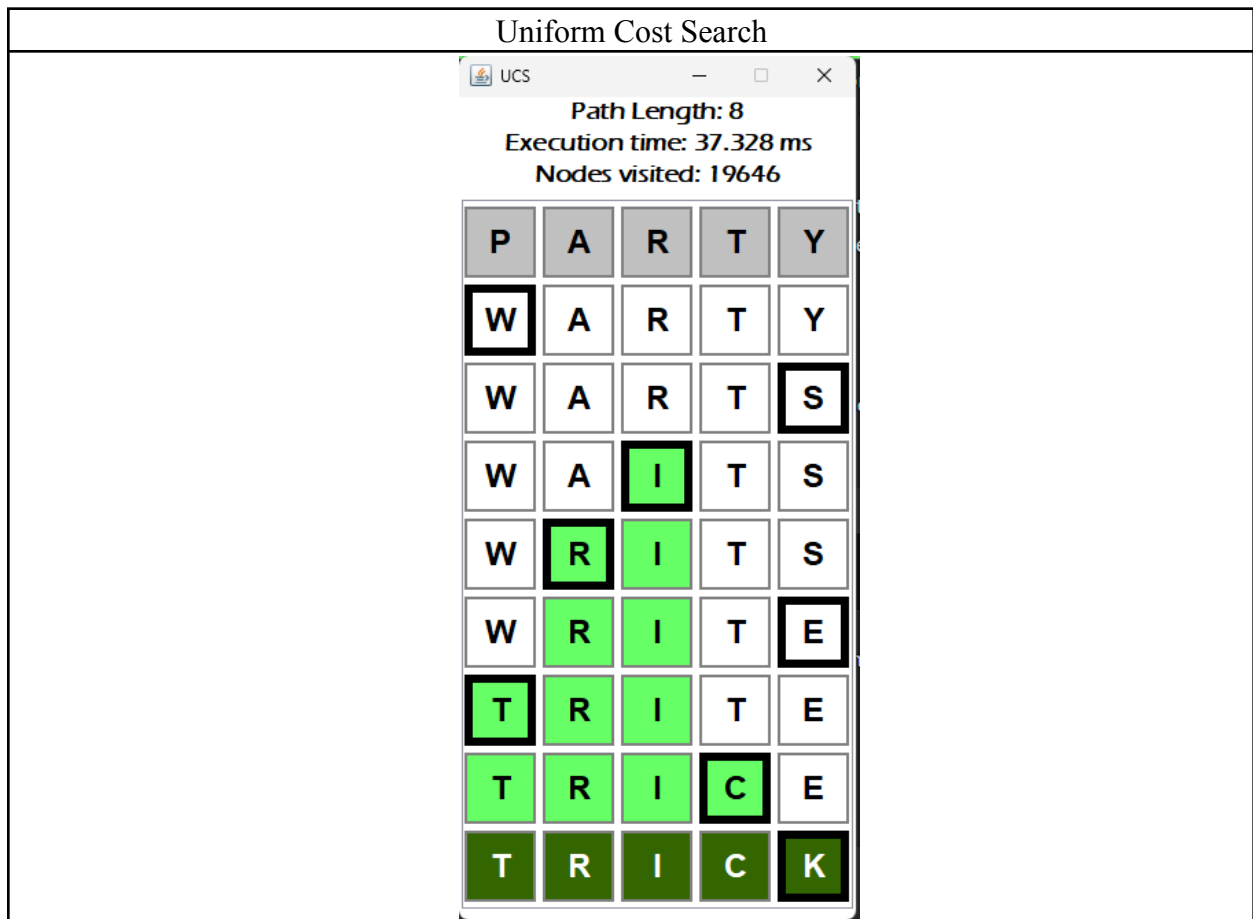 Uniform Cost Search
UCS
Path Length: 8
Execution time: 37.328 ms
Nodes visited: 19646
P A R T Y
W A R T Y
W A R T S
W A I T S
W R I T S
W R I T E
T R I T E
T R I C E
T R I C K